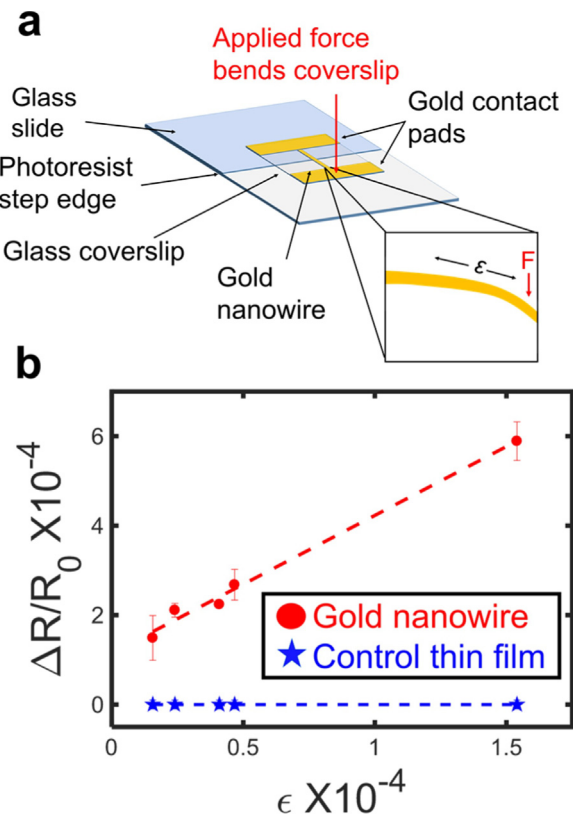 a
Applied force
bends coverslip
Glass
slide
Gold contact
pads
Photoresist
step edge
Glass coverslip
Gold
nanowire
ε
F
b
ΔR/R₀ X10⁻⁴
6
4
2
0
Gold nanowire
Control thin film
0
0.5
1
1.5
ϵ X10⁻⁴